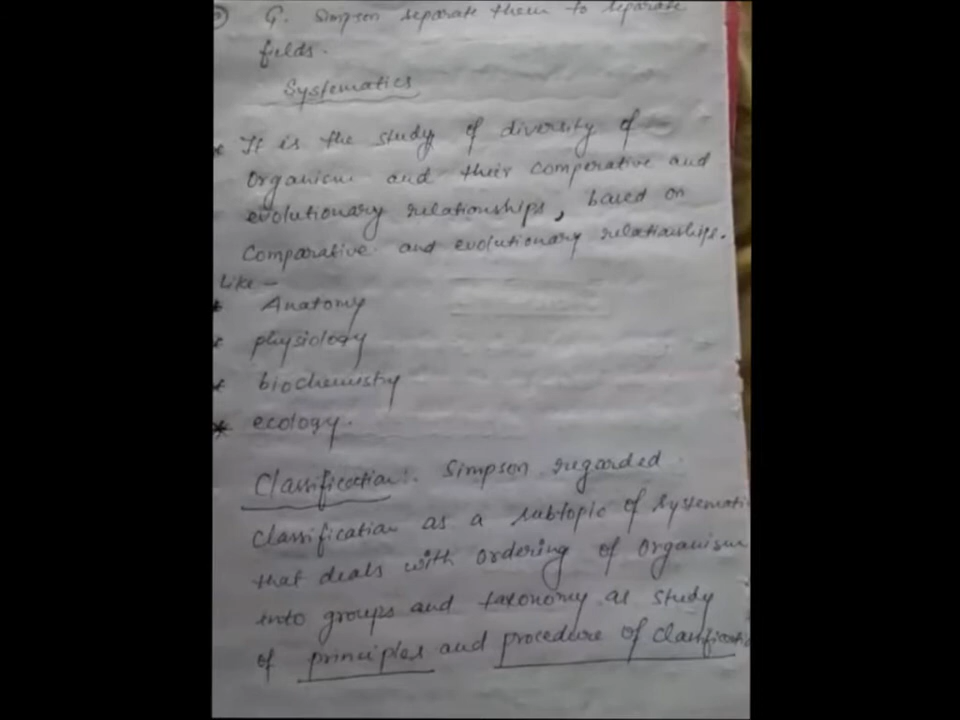 G. Simpson separate them to separate
fields.
Systematics
* It is the study of diversity of
Organism and their comperative and
evolutionary relationships, based on
Comparative and evolutionary relationships.
Like -
* Anatomy
* physiology
* biochemistry
* ecology.
Classification:. Simpson regarded
classification as a subtopic of systemati
that deals with ordering of organism
into groups and taxonomy as study
of principles and procedure of classificati